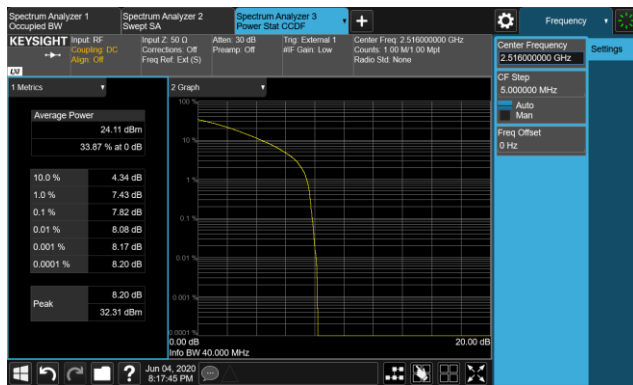 Spectrum Analyzer 1
Occupied BW
Spectrum Analyzer 2
Swept SA
Spectrum Analyzer 3
Power Stat CCDF
Frequency
KEYSIGHT
Input: RF
Coupling: DC
Align: Off
Input Z: 50 Ω
Corrections: Off
Freq Ref: Ext (S)
Atten: 30 dB
Preamp: Off
Trig: External 1
#IF Gain: Low
Center Freq: 2.516000000 GHz
Counts: 1.00 M/1.00 Mpt
Radio Std: None
LXI
Center Frequency
2.516000000 GHz
Settings
CF Step
5.000000 MHz
Auto
Man
Freq Offset
0 Hz
1 Metrics
Average Power
24.11 dBm
33.87 % at 0 dB
10.0 % 4.34 dB
1.0 % 7.43 dB
0.1 % 7.82 dB
0.01 % 8.08 dB
0.001 % 8.17 dB
0.0001 % 8.20 dB
Peak
8.20 dB
32.31 dBm
2 Graph
100 %
10 %
1 %
0.1 %
0.01 %
0.001 %
0.0001 %
0.00 dB
20.00 dB
Info BW 40.000 MHz
?
Jun 04, 2020
8:17:45 PM